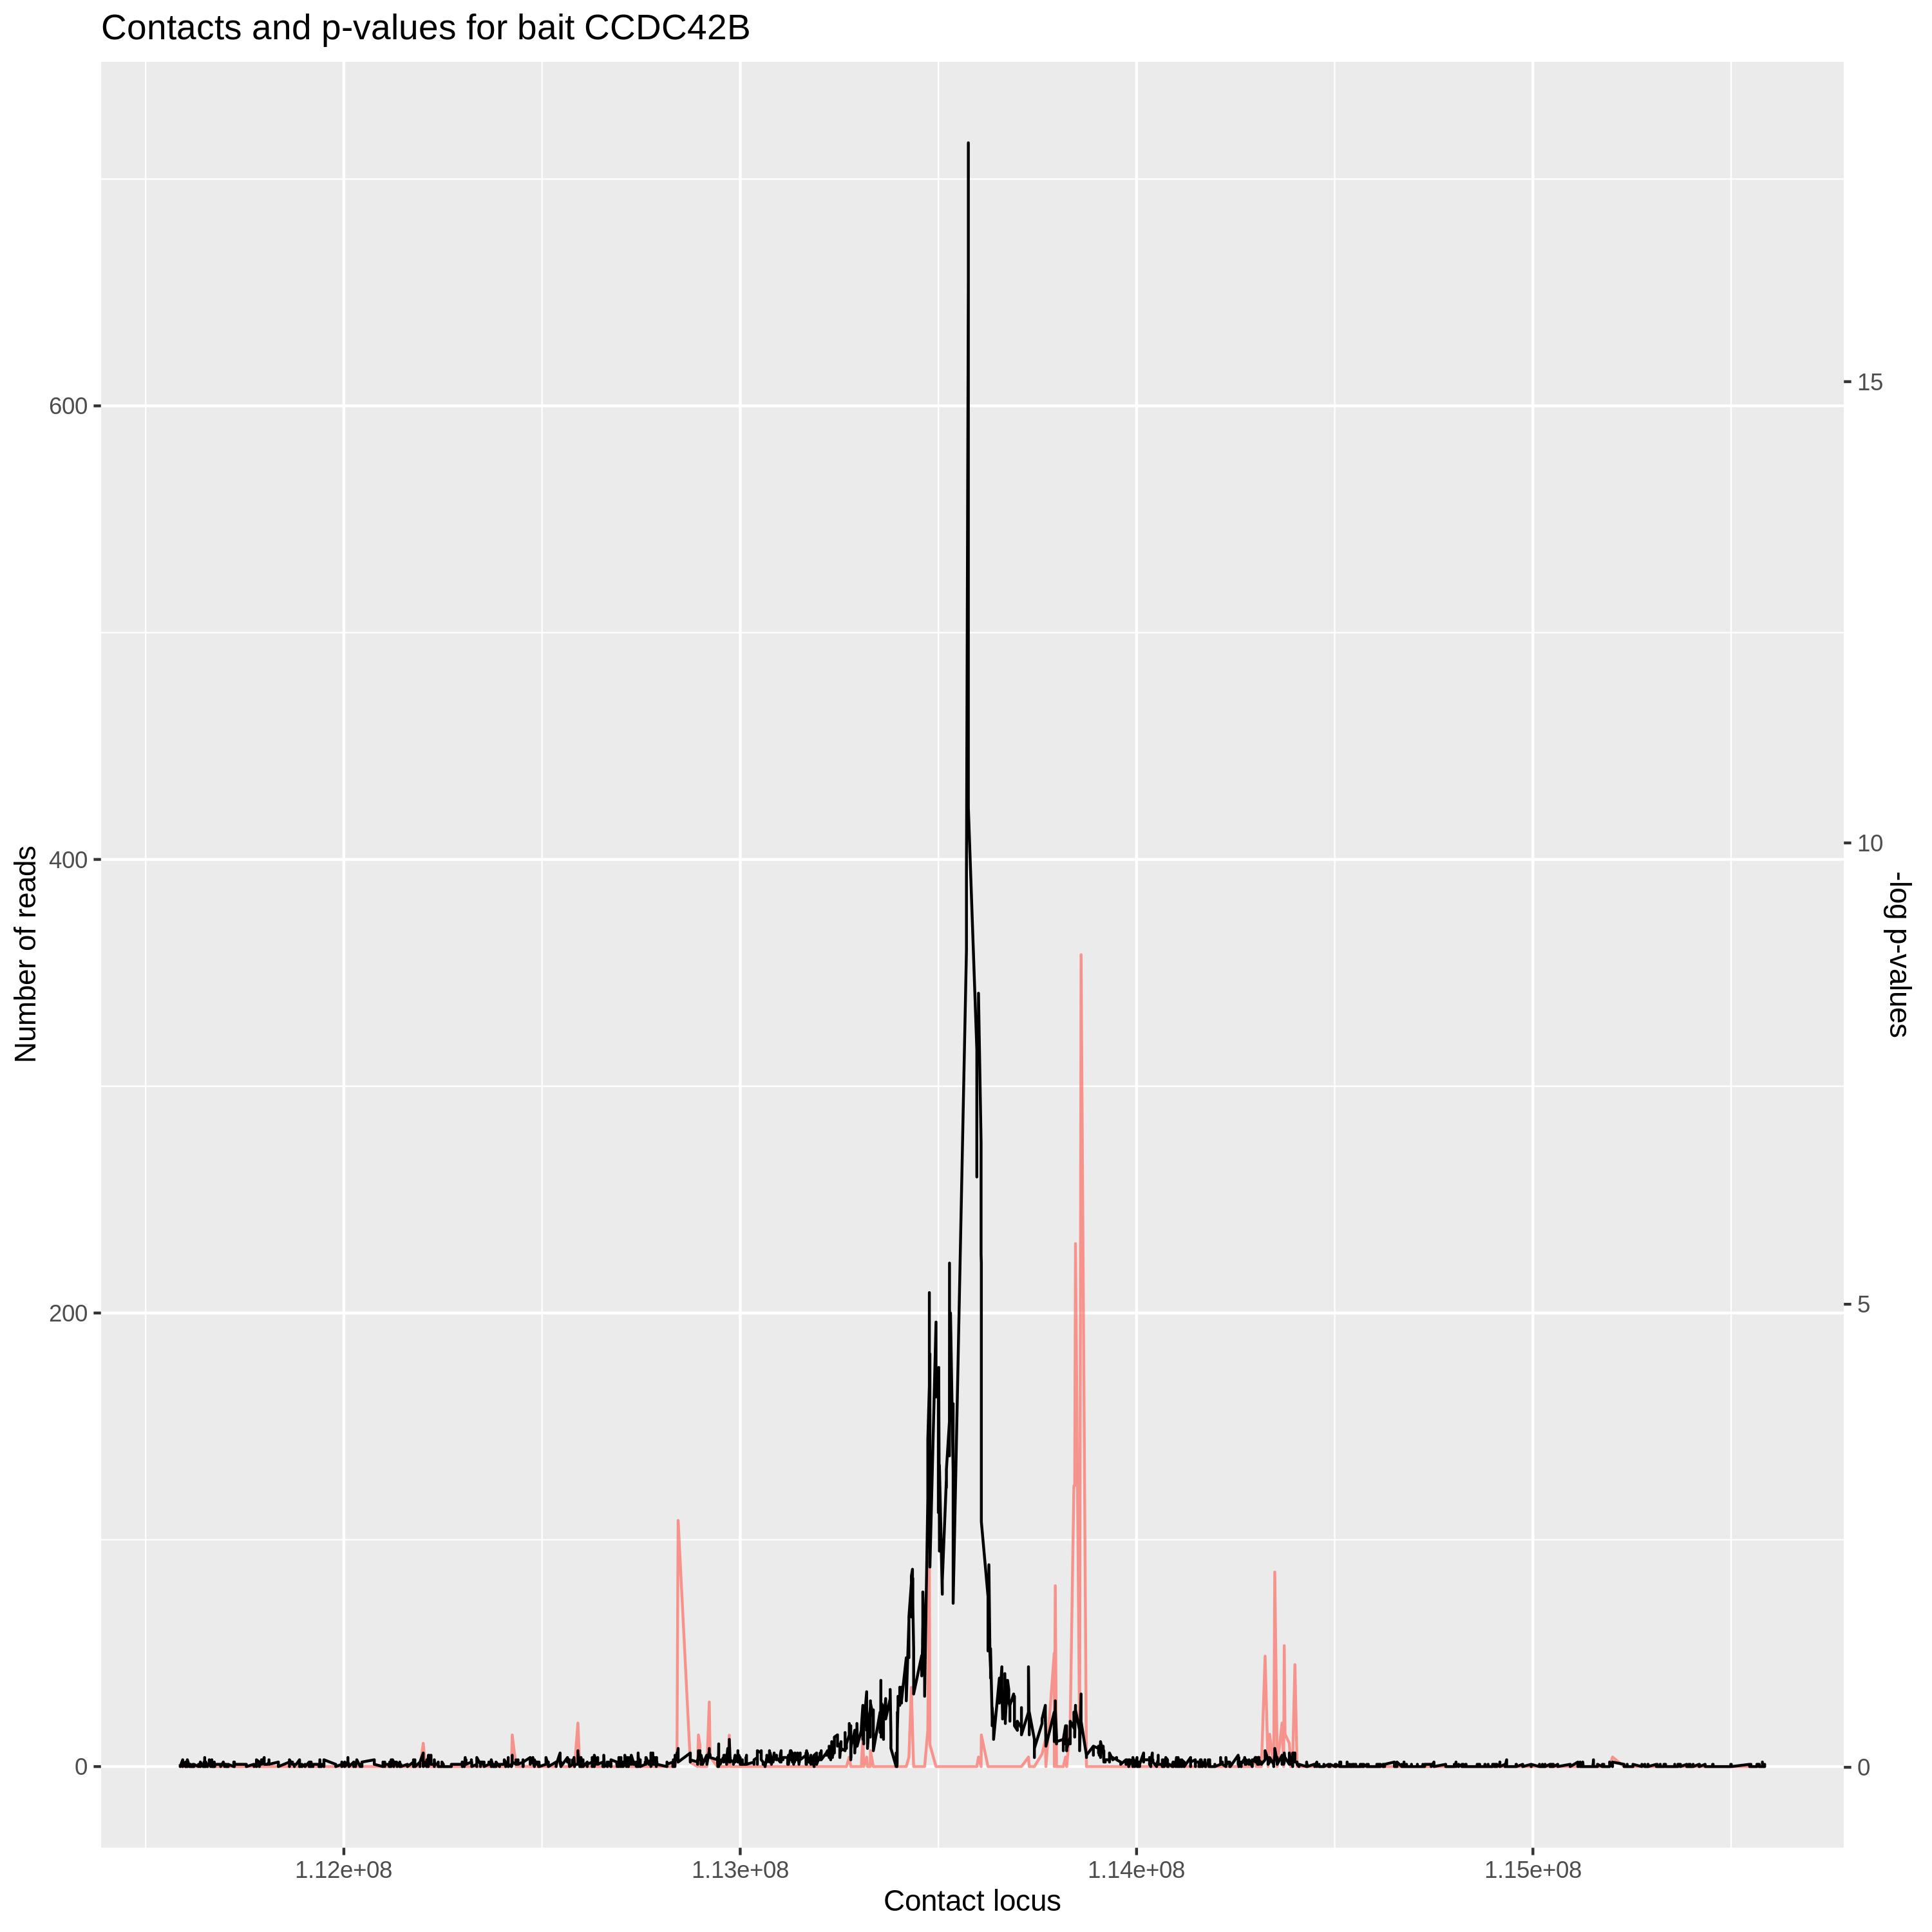 Contacts and p-values for bait CCDC42B
600
400
200
0
15
10
5
0
Number of reads
-log p-values
1.12e+08
1.13e+08
1.14e+08
1.15e+08
Contact locus